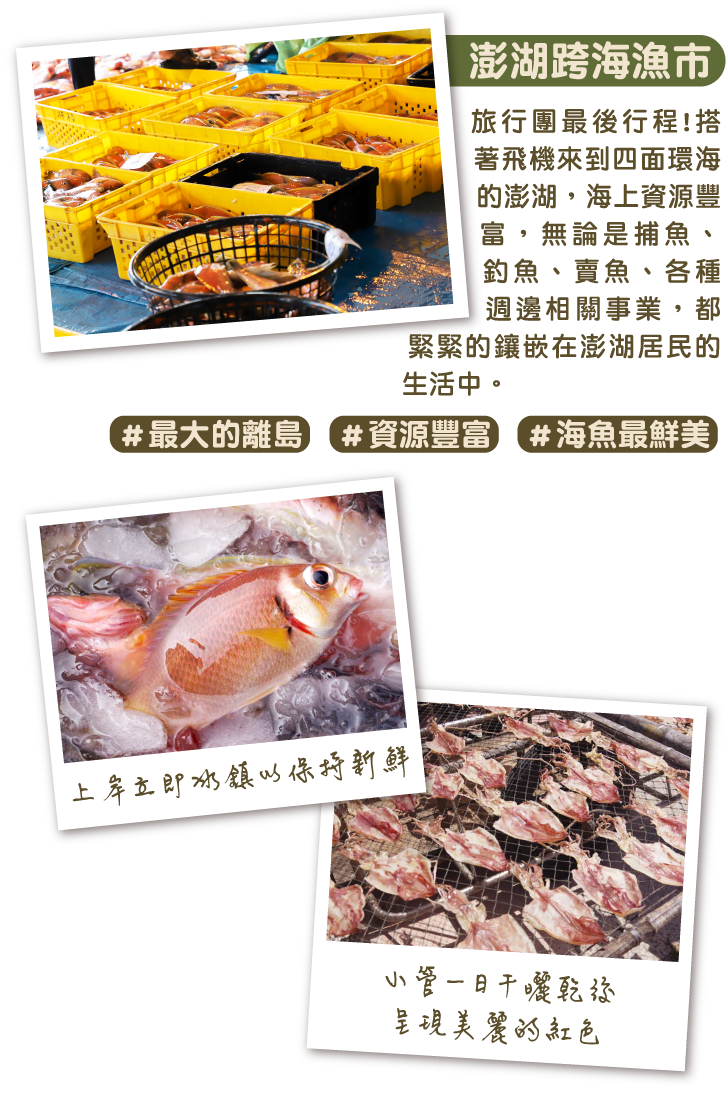 澎湖跨海漁市
旅行團最後行程!搭
著飛機來到四面環海
的澎湖，海上資源豐
富，無論是捕魚、
釣魚、賣魚、各種
週邊相關事業，都
緊緊的鑲嵌在澎湖居民的
生活中。
#最大的離島 #資源豐富 #海魚最鮮美
上岸立即冰鎮以保持新鮮
小管一日干曬乾後
呈現美麗的紅色